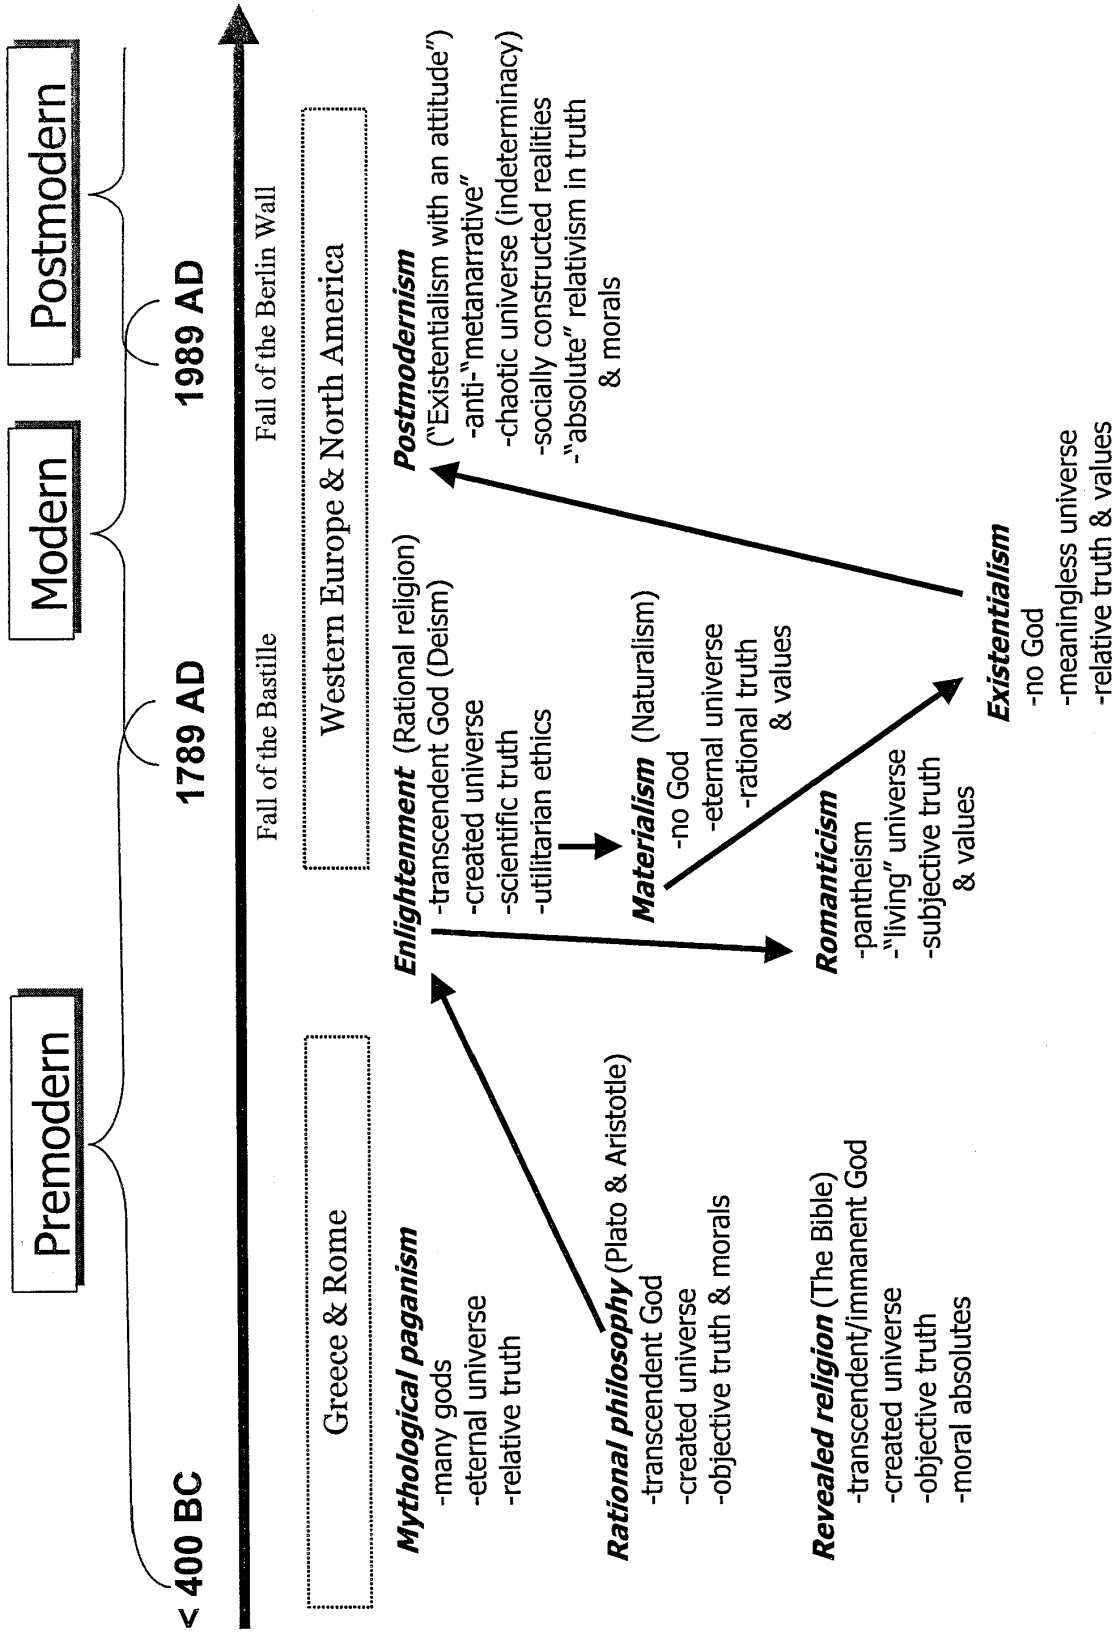 Premodern
Modern
Postmodern
< 400 BC
1789 AD
1989 AD
Fall of the Bastille
Fall of the Berlin Wall
Greece & Rome
Western Europe & North America
Mythological paganism
-many gods
-eternal universe
-relative truth
Rational philosophy (Plato & Aristotle)
-transcendent God
-created universe
-objective truth & morals
Revealed religion (The Bible)
-transcendent/immanent God
-created universe
-objective truth
-moral absolutes
Enlightenment (Rational religion)
-transcendent God (Deism)
-created universe
-scientific truth
-utilitarian ethics
Materialism (Naturalism)
-no God
-eternal universe
-rational truth
& values
Romanticism
-pantheism
-"living" universe
-subjective truth
& values
Existentialism
-no God
-meaningless universe
-relative truth & values
Postmodernism
("Existentialism with an attitude")
-anti-"metanarrative"
-chaotic universe (indeterminacy)
-socially constructed realities
-"absolute" relativism in truth
& morals